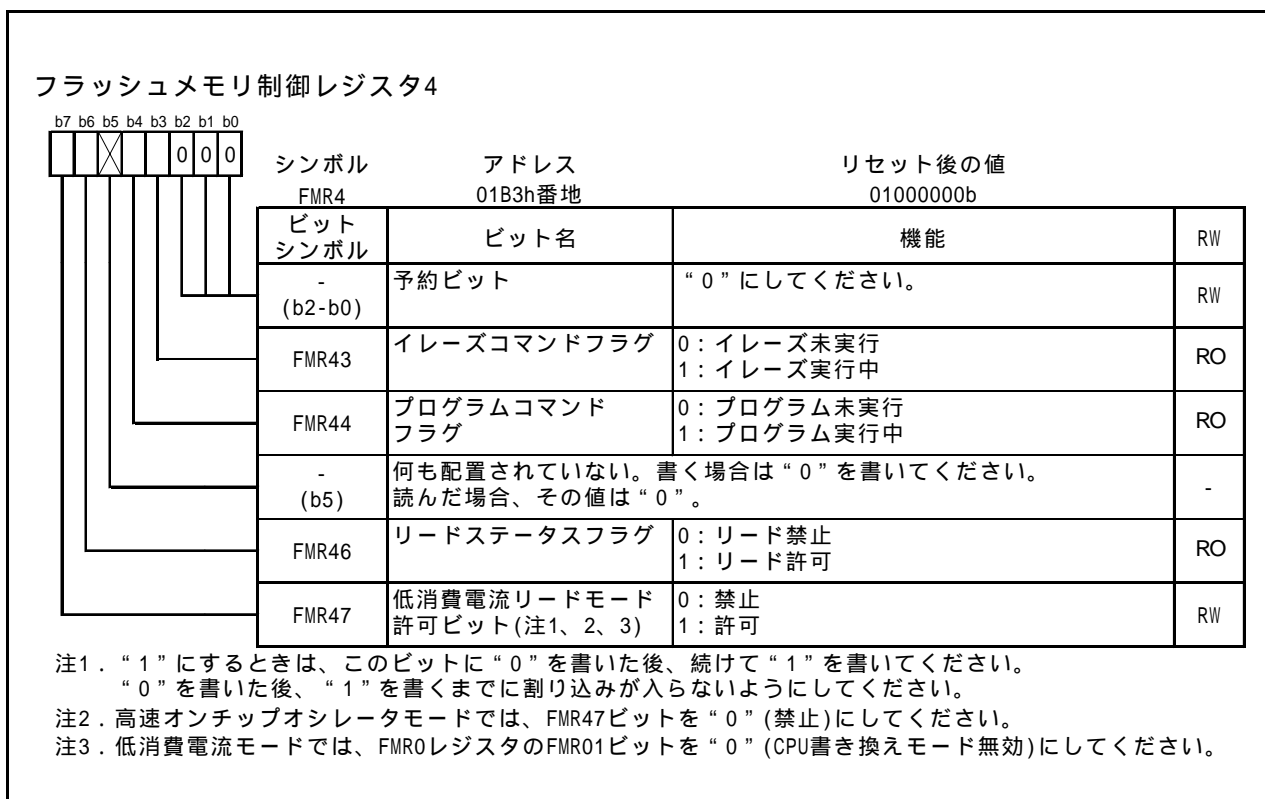 フラッシュメモリ制御レジスタ4
b7 b6 b5 b4 b3 b2 b1 b0
0 0 0
シンボル アドレス リセット後の値
FMR4 01B3h番地 01000000b
ビット
シンボル ビット名 機能 RW
-
(b2-b0) 予約ビット “0”にしてください。 RW
FMR43 イレーズコマンドフラグ 0：イレーズ未実行
1：イレーズ実行中 RO
FMR44 プログラムコマンド
フラグ 0：プログラム未実行
1：プログラム実行中 RO
-
(b5) 何も配置されていない。書く場合は“0”を書いてください。
読んだ場合、その値は“0”。 -
FMR46 リードステータスフラグ 0：リード禁止
1：リード許可 RO
FMR47 低消費電流リードモード
許可ビット(注1、2、3) 0：禁止
1：許可 RW
注1．“1”にするときは、このビットに“0”を書いた後、続けて“1”を書いてください。
“0”を書いた後、“1”を書くまでに割り込みが入らないようにしてください。
注2．高速オンチップオシレータモードでは、FMR47ビットを“0”(禁止)にしてください。
注3．低消費電流モードでは、FMR0レジスタのFMR01ビットを“0”(CPU書き換えモード無効)にしてください。